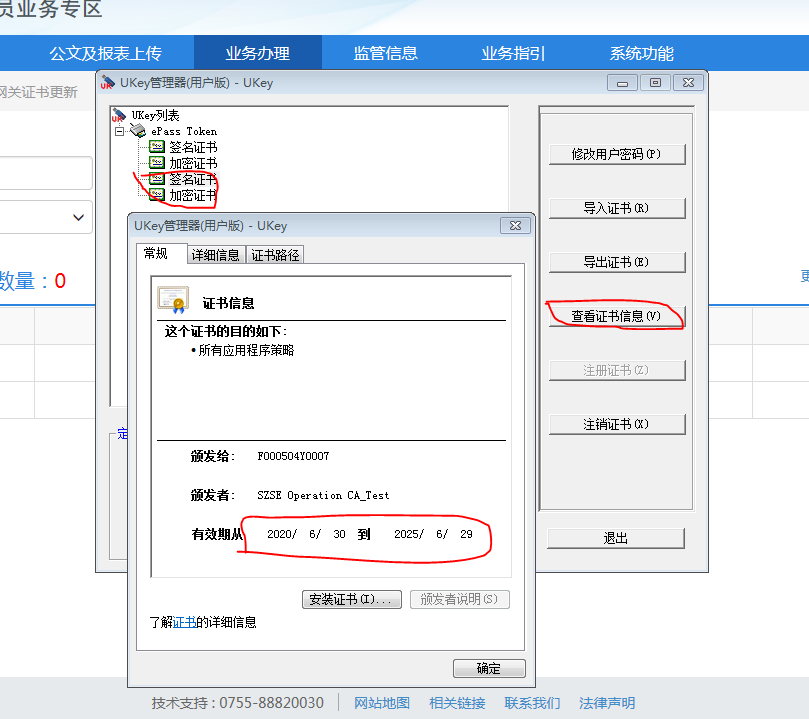 员业务专区
公文及报表上传 业务办理 监管信息 业务指引 系统功能
网关证书更新
UKey管理器(用户版) - UKey
UKey列表
ePass Token
签名证书
加密证书
签名证书
加密证书
修改用户密码(P)
导入证书(R)
导出证书(E)
查看证书信息(V)
注册证书(Z)
注销证书(X)
退出
数量：0
更
定
UKey管理器(用户版) - UKey
常规 详细信息 证书路径
证书信息
这个证书的目的如下:
•所有应用程序策略
颁发给: F000504Y0007
颁发者: SZSE Operation CA_Test
有效期从 2020/ 6/ 30 到 2025/ 6/ 29
安装证书(I)... 颁发者说明(S)
了解证书的详细信息
确定
技术支持 : 0755-88820030 网站地图 相关链接 联系我们 法律声明